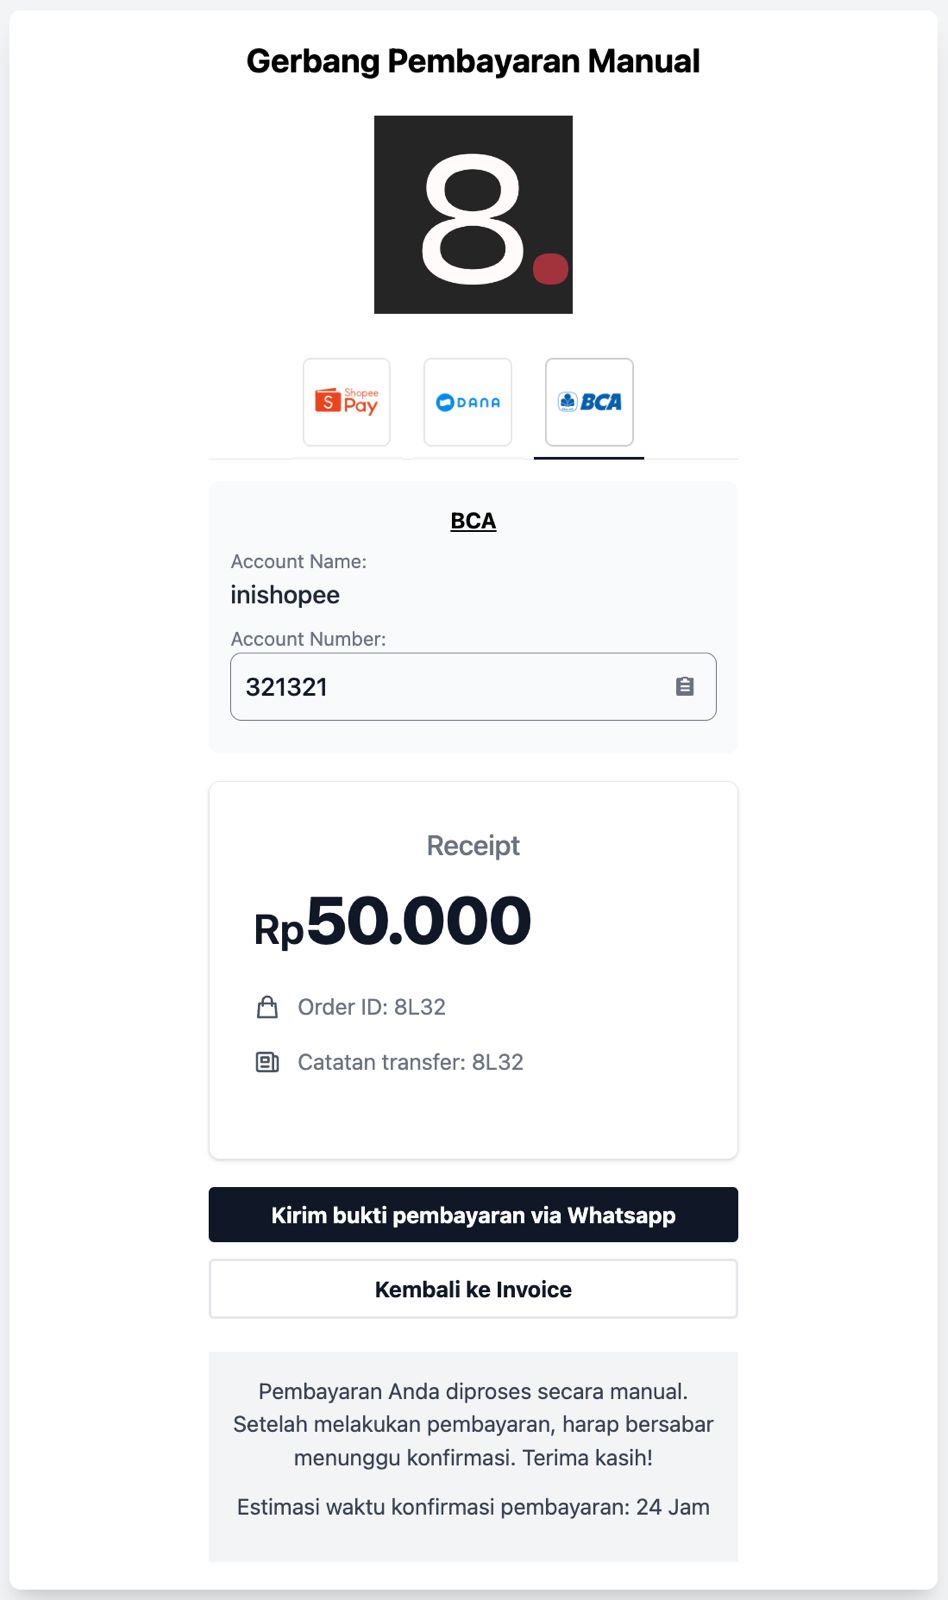 Gerbang Pembayaran Manual
8.
Shopee
S Pay
DANA
BCA
BCA
Account Name:
inishopee
Account Number:
321321
Receipt
Rp50.000
Order ID: 8L32
Catatan transfer: 8L32
Kirim bukti pembayaran via Whatsapp
Kembali ke Invoice
Pembayaran Anda diproses secara manual.
Setelah melakukan pembayaran, harap bersabar
menunggu konfirmasi. Terima kasih!
Estimasi waktu konfirmasi pembayaran: 24 Jam